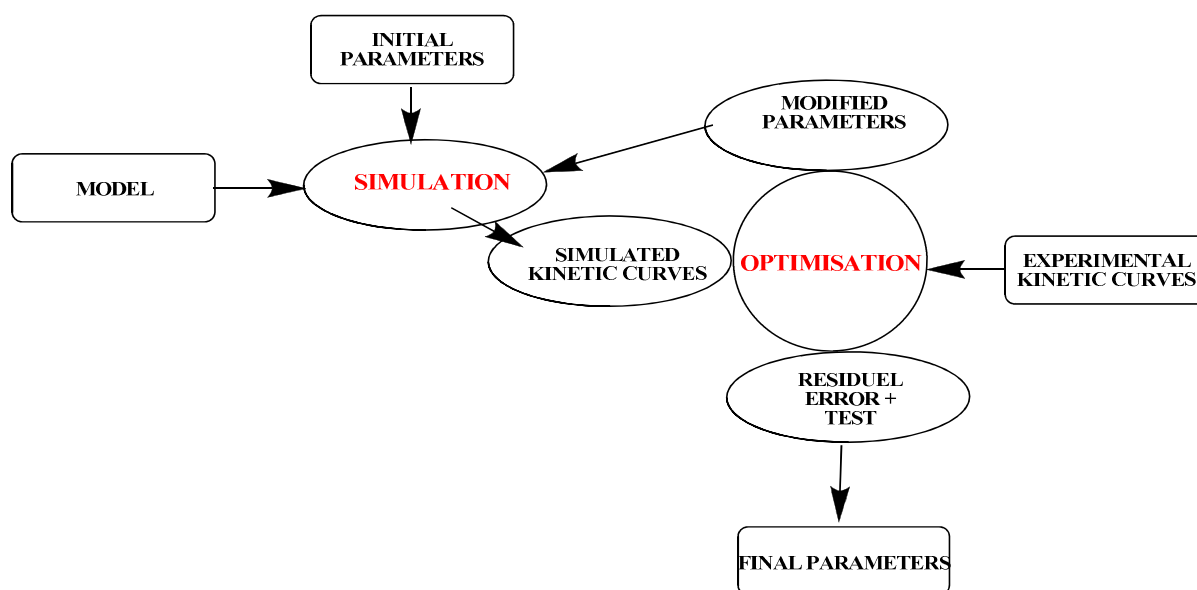 INITIAL
PARAMETERS
MODIFIED
PARAMETERS
MODEL
SIMULATION
SIMULATED
KINETIC CURVES
OPTIMISATION
EXPERIMENTAL
KINETIC CURVES
RESIDUEL
ERROR +
TEST
FINAL PARAMETERS